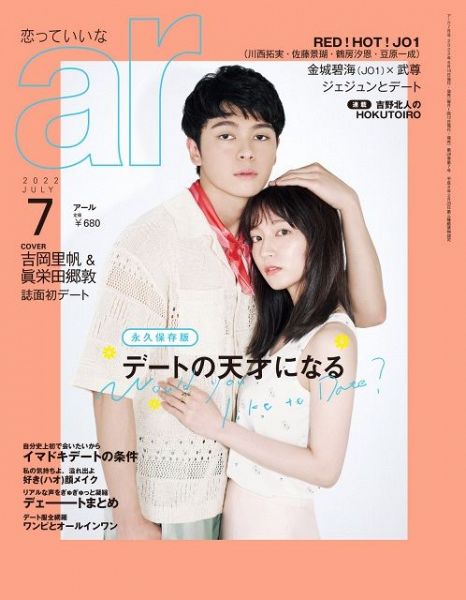 恋っていいな
ar
2022
JULY
7
アール
定価
¥680
RED!HOT!JO1
(川西拓実・佐藤景瑚・鶴房汐恩・豆原一成)
金城碧海(JO1)×武尊
ジェジュンとデート
連載 吉野北人の
HOKUTOIRO
COVER
吉岡里帆 &
眞栄田郷敦
誌面初デート
永久保存版
デートの天才になる
Would you
like to Date?
自分史上初で会いたいから
イマドキデートの条件
私の気持ちよ、溢れ出よ
好き(ハオ)顔メイク
リアルな声をぎゅぎゅっと凝縮
デェーーートまとめ
デート服全網羅
ワンピとオールインワン